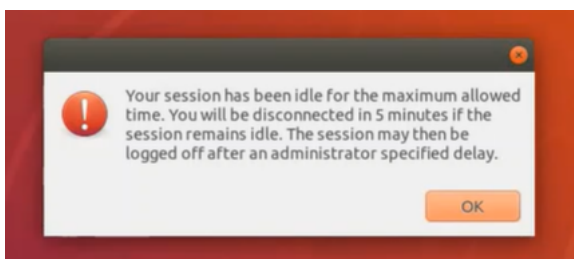 Your session has been idle for the maximum allowed
time. You will be disconnected in 5 minutes if the
session remains idle. The session may then be
logged off after an administrator specified delay.
OK